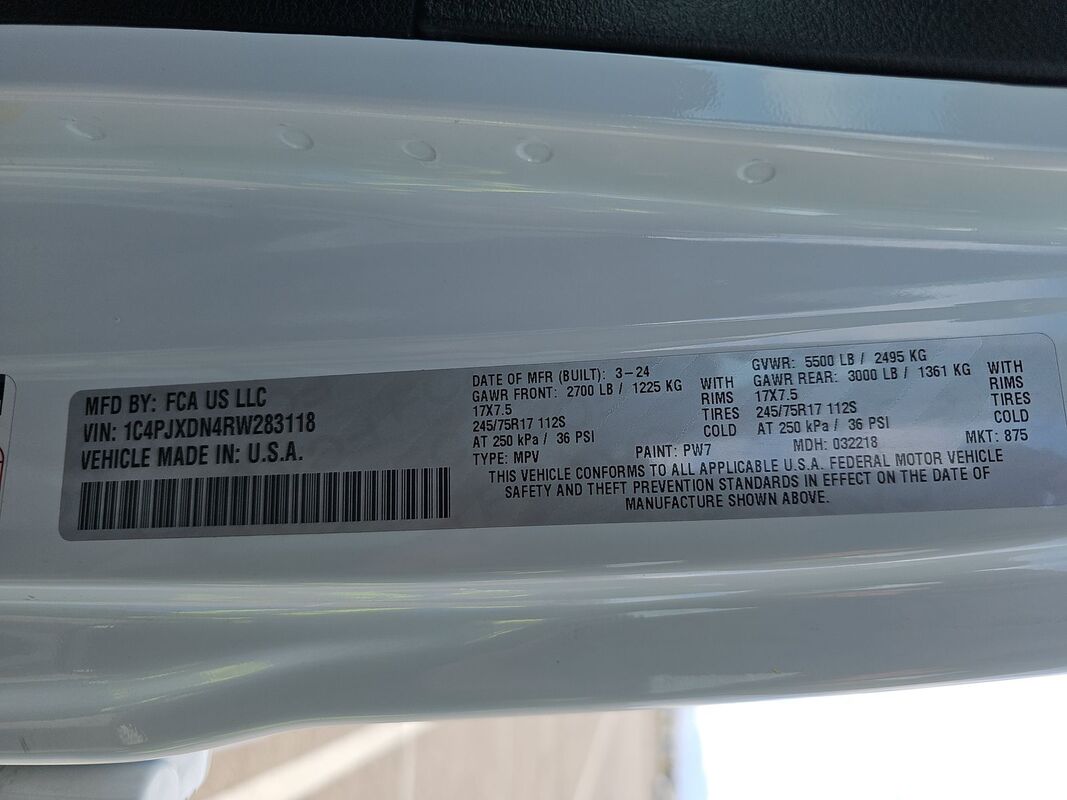 MFD BY: FCA US LLC
VIN: 1C4PJXDN4RW283118
VEHICLE MADE IN: U.S.A.
DATE OF MFR (BUILT): 3-24
GAWR FRONT: 2700 LB / 1225 KG WITH
17X7.5 RIMS
245/75R17 112S TIRES
AT 250 kPa / 36 PSI COLD
TYPE: MPV PAINT: PW7
GVWR: 5500 LB / 2495 KG
GAWR REAR: 3000 LB / 1361 KG WITH
17X7.5 RIMS
245/75R17 112S TIRES
AT 250 kPa / 36 PSI COLD
MDH: 032218 MKT: 875
THIS VEHICLE CONFORMS TO ALL APPLICABLE U.S.A. FEDERAL MOTOR VEHICLE
SAFETY AND THEFT PREVENTION STANDARDS IN EFFECT ON THE DATE OF
MANUFACTURE SHOWN ABOVE.